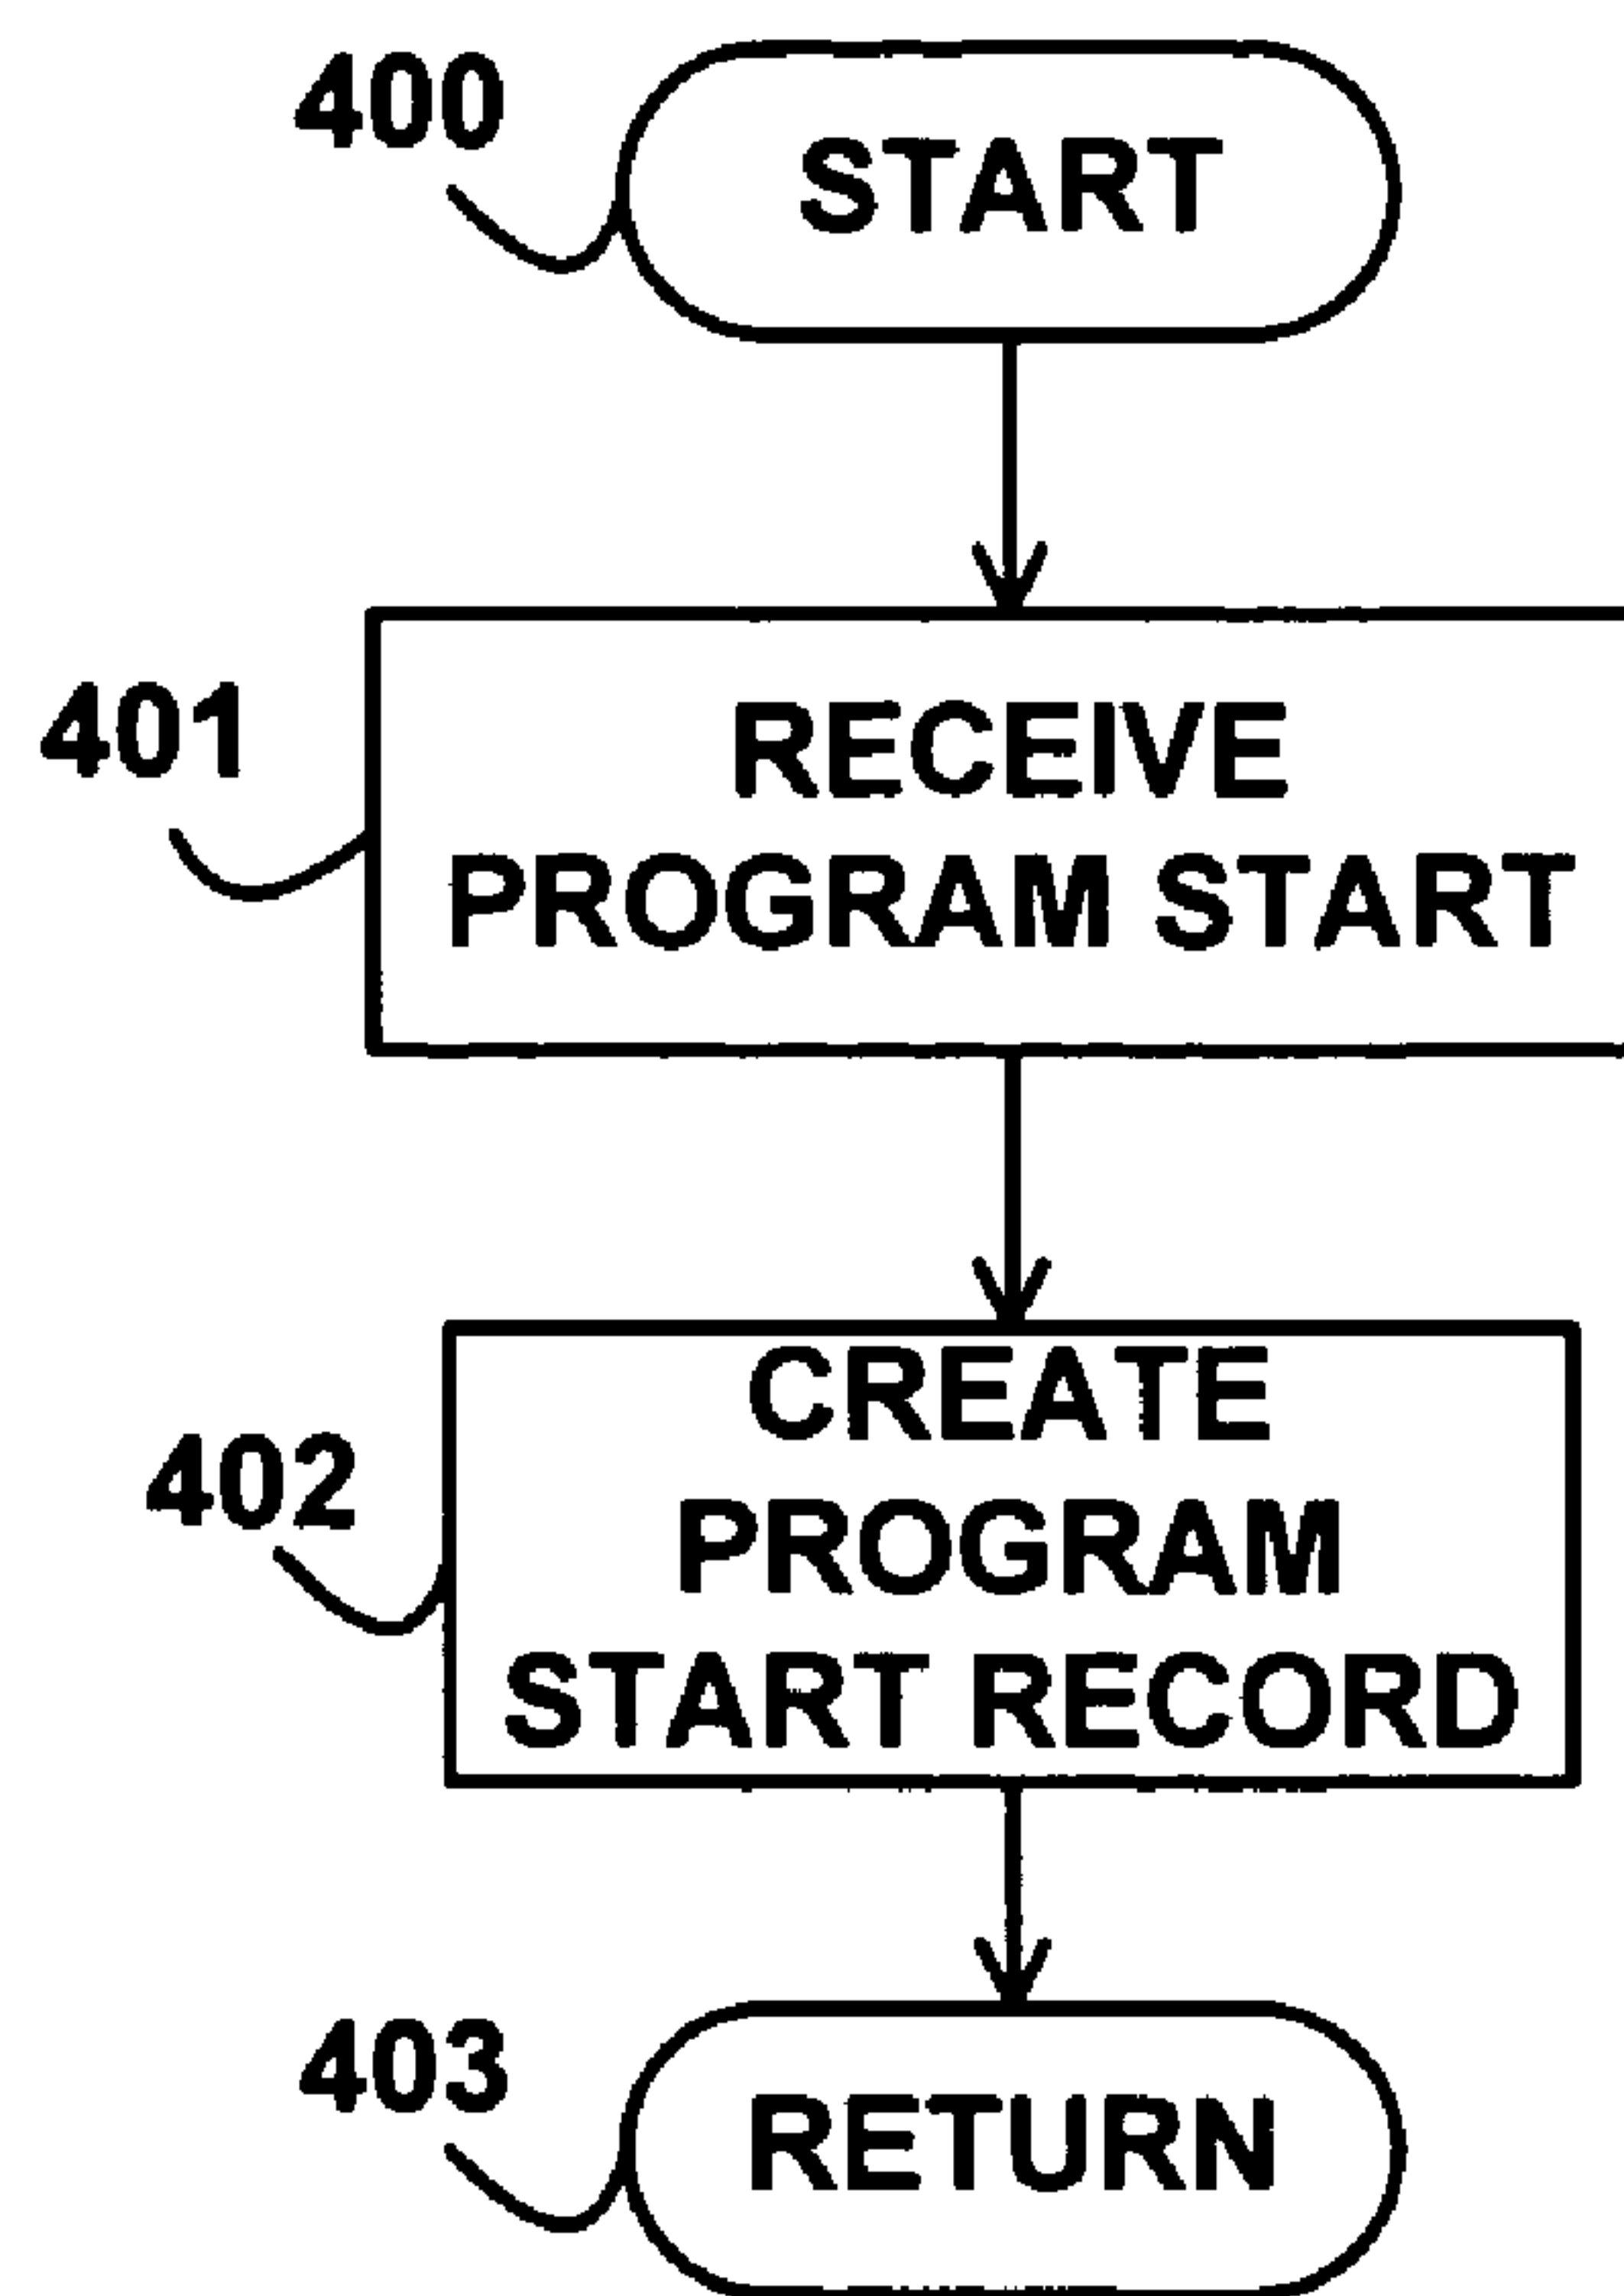 400
START
401
RECEIVE
PROGRAM START
402
CREATE
PROGRAM
START RECORD
403
RETURN